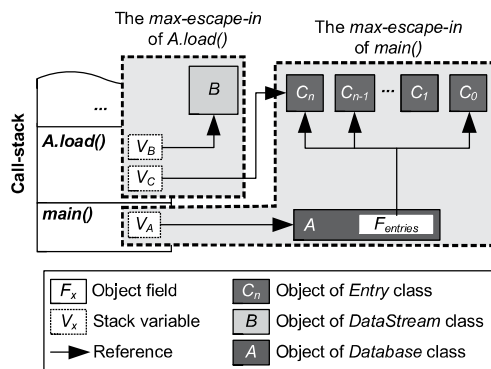 The max-escape-in
of A.load()
The max-escape-in
of main()
B
Cn
Cn-1
...
C1
C0
...
A.load()
VB
VC
Call-stack
main()
VA
A
Fentries
Fx
Object field
Cn
Object of Entry class
Vx
Stack variable
B
Object of DataStream class
Reference
A
Object of Database class